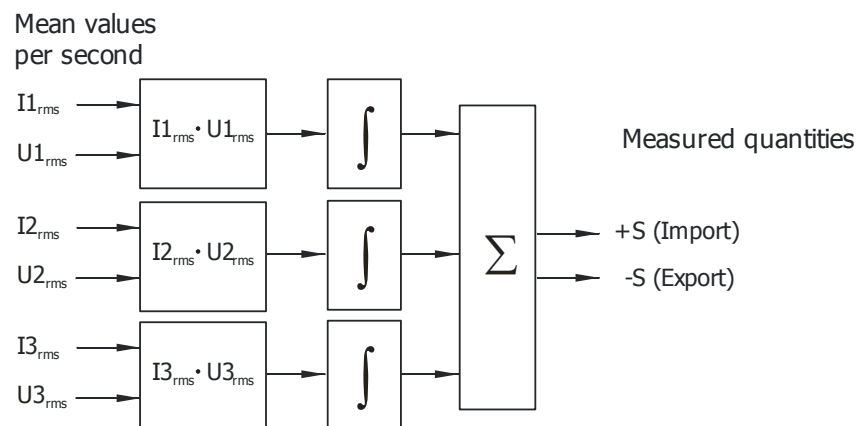 Mean values
per second
I1rms
U1rms
I1rms· U1rms
∫
I2rms
U2rms
I2rms· U2rms
∫
I3rms
U3rms
I3rms· U3rms
∫
Σ
Measured quantities
+S (Import)
-S (Export)